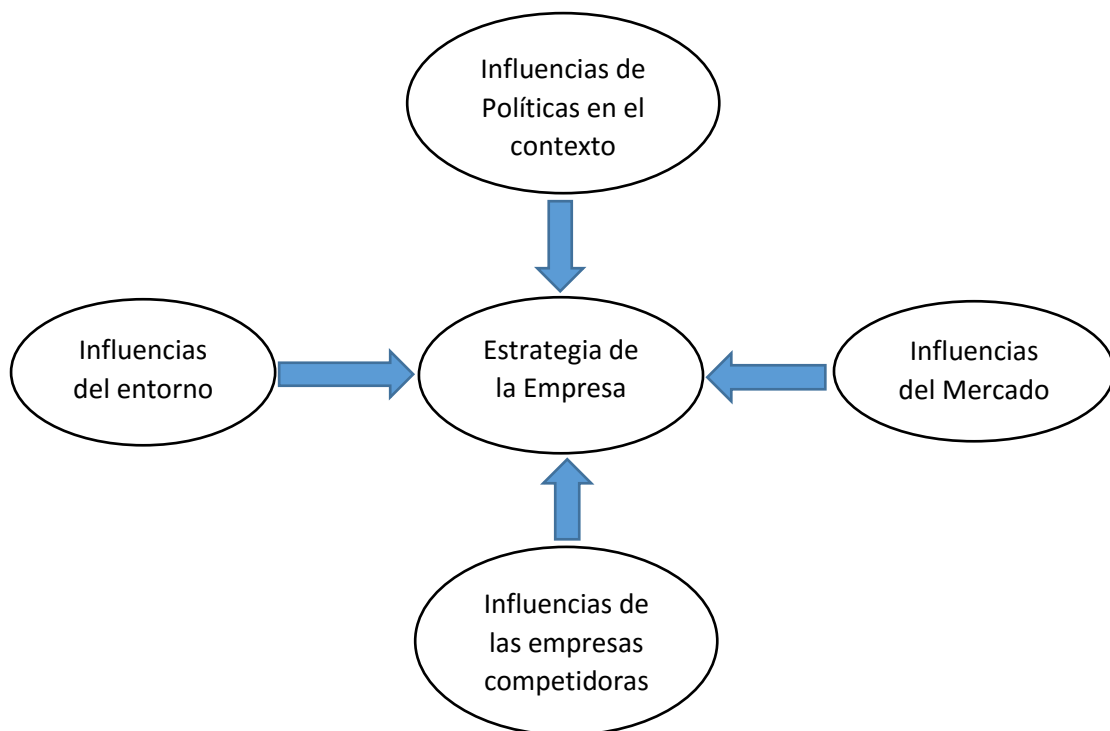 Influencias de
Políticas en el
contexto
Influencias
del entorno
Estrategia de
la Empresa
Influencias
del Mercado
Influencias de
las empresas
competidoras